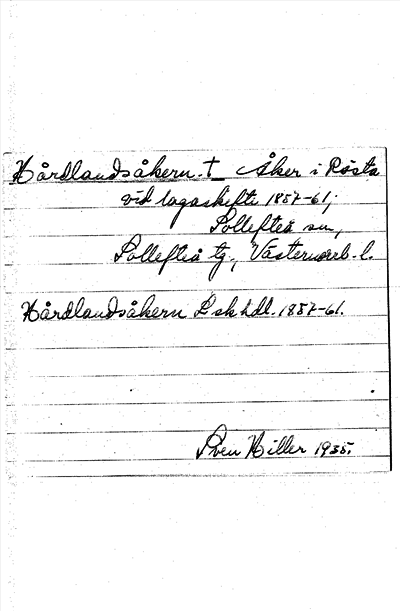 Hårdlandsåkern. † Åker i Rösta
vid lagaskifte 1857-61;
Sollefteå sn,
Sollefteå tg., Västernorrl. l.
Hårdlandsåkern L sk hdl. 1857-61.
Sven Hiller 1935.